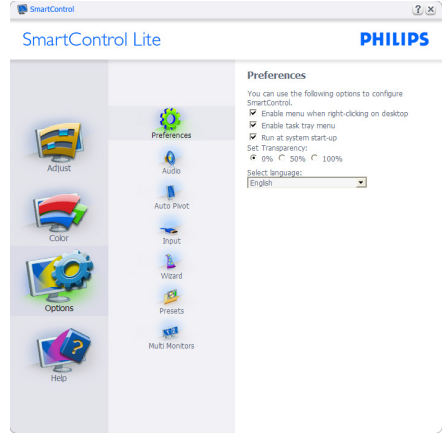 SmartControl
SmartControl Lite
PHILIPS
Adjust
Color
Options
Help
Preferences
Audio
Auto Pivot
Input
Wizard
Presets
Multi Monitors
Preferences
You can use the following options to configure
SmartControl.
Enable menu when right-clicking on desktop
Enable task tray menu
Run at system start-up
Set Transparency:
0% 50% 100%
Select language:
English